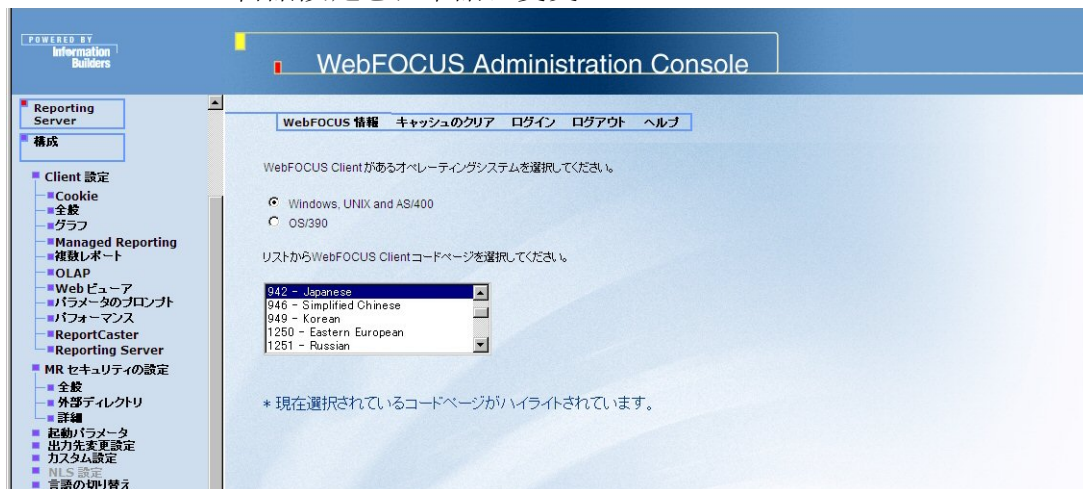 POWERED BY
Information
Builders
WebFOCUS Administration Console
Reporting
Server
構成
Client 設定
Cookie
全般
グラフ
Managed Reporting
複数レポート
OLAP
Web ビューア
パラメータのプロンプト
パフォーマンス
ReportCaster
Reporting Server
MR セキュリティの設定
全般
外部ディレクトリ
詳細
起動パラメータ
出力先変更設定
カスタム設定
NLS 設定
言語の切り替え
WebFOCUS 情報 キャッシュのクリア ログイン ログアウト ヘルプ
WebFOCUS Clientがあるオペレーティングシステムを選択してください。
Windows, UNIX and AS/400
OS/390
リストからWebFOCUS Clientコードページを選択してください。
942 - Japanese
946 - Simplified Chinese
949 - Korean
1250 - Eastern European
1251 - Russian
* 現在選択されているコードページがハイライトされています。